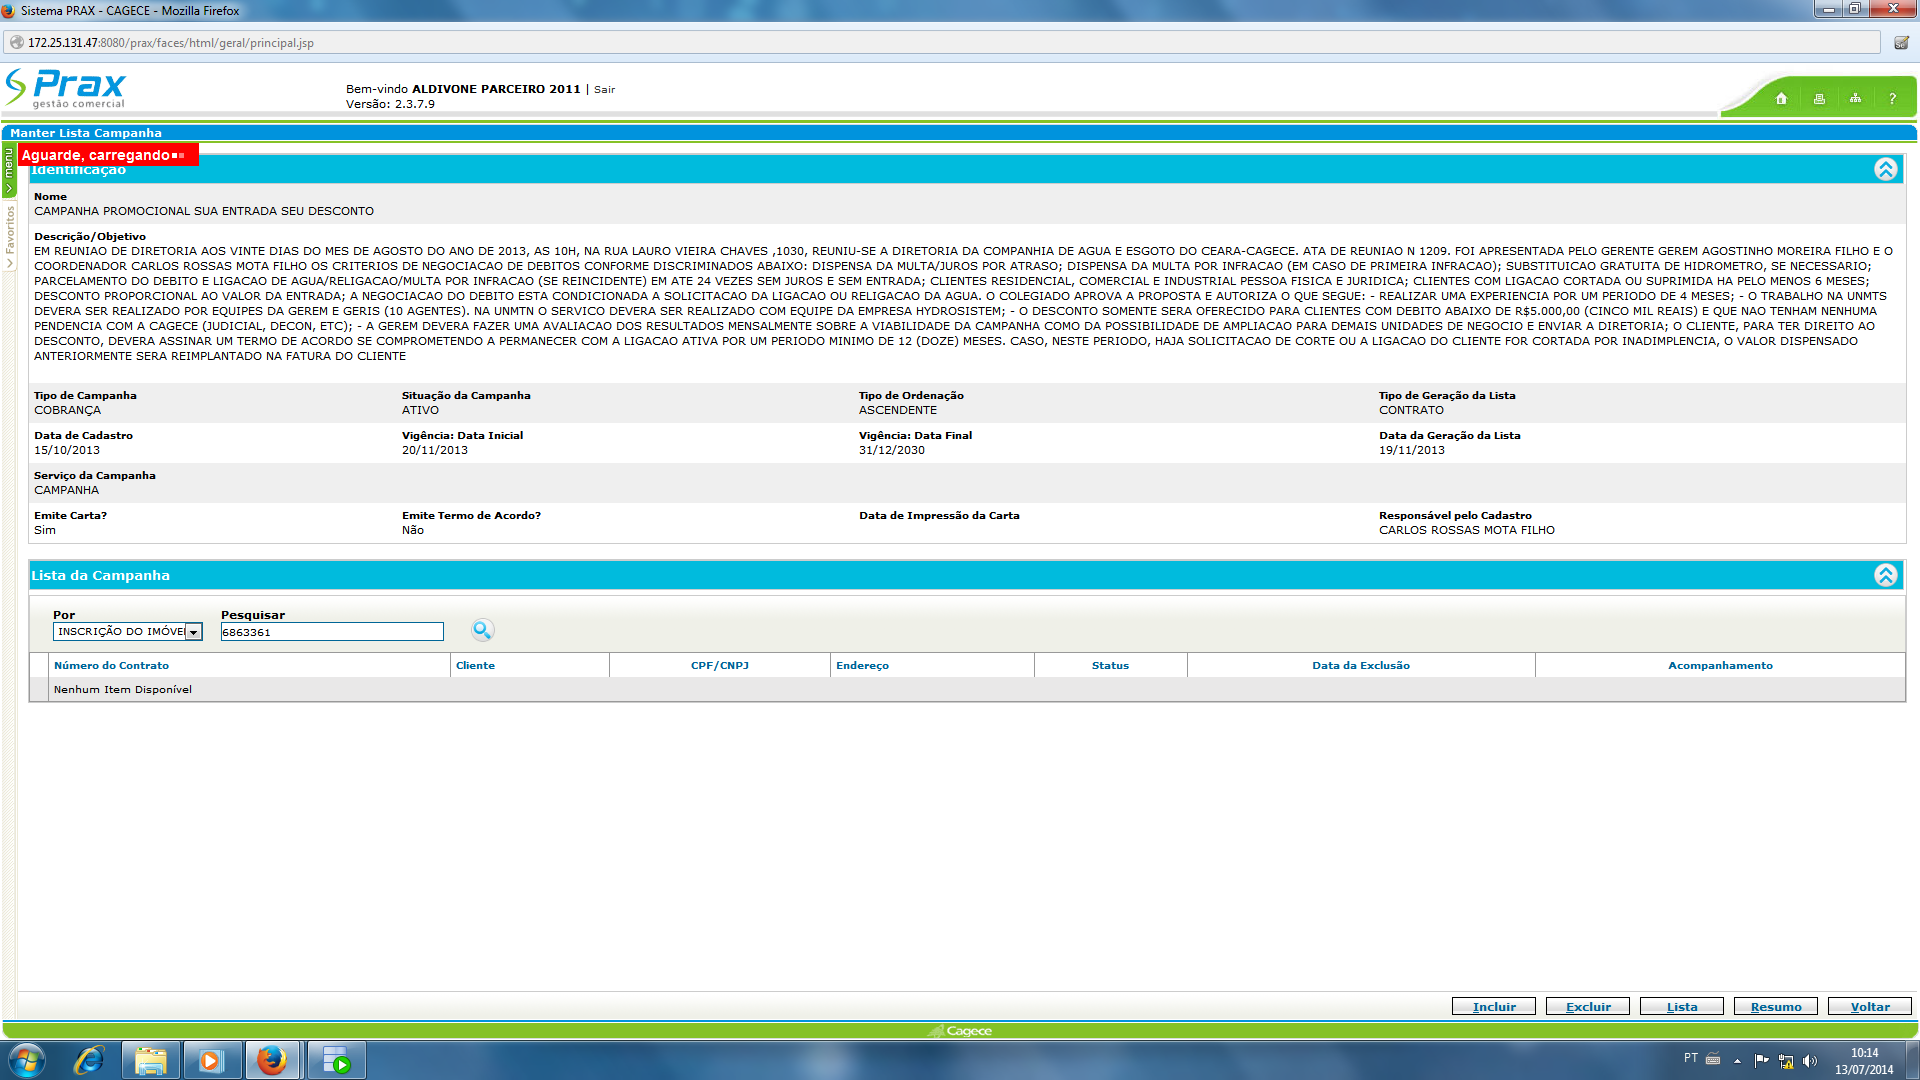 Sistema PRAX - CAGECE - Mozilla Firefox
172.25.131.47:8080/prax/faces/html/geral/principal.jsp
Prax
gestão comercial
Bem-vindo ALDIVONE PARCEIRO 2011 | Sair
Versão: 2.3.7.9
?
Manter Lista Campanha
menu
Favoritos
Aguarde, carregando
Identificação
Nome
CAMPANHA PROMOCIONAL SUA ENTRADA SEU DESCONTO
Descrição/Objetivo
EM REUNIAO DE DIRETORIA AOS VINTE DIAS DO MES DE AGOSTO DO ANO DE 2013, AS 10H, NA RUA LAURO VIEIRA CHAVES ,1030, REUNIU-SE A DIRETORIA DA COMPANHIA DE AGUA E ESGOTO DO CEARA-CAGECE. ATA DE REUNIAO N 1209. FOI APRESENTADA PELO GERENTE GEREM AGOSTINHO MOREIRA FILHO E O
COORDENADOR CARLOS ROSSAS MOTA FILHO OS CRITERIOS DE NEGOCIACAO DE DEBITOS CONFORME DISCRIMINADOS ABAIXO: DISPENSA DA MULTA/JUROS POR ATRASO; DISPENSA DA MULTA POR INFRACAO (EM CASO DE PRIMEIRA INFRACAO); SUBSTITUICAO GRATUITA DE HIDROMETRO, SE NECESSARIO;
PARCELAMENTO DO DEBITO E LIGACAO DE AGUA/RELIGACAO/MULTA POR INFRACAO (SE REINCIDENTE) EM ATE 24 VEZES SEM JUROS E SEM ENTRADA; CLIENTES RESIDENCIAL, COMERCIAL E INDUSTRIAL PESSOA FISICA E JURIDICA; CLIENTES COM LIGACAO CORTADA OU SUPRIMIDA HA PELO MENOS 6 MESES;
DESCONTO PROPORCIONAL AO VALOR DA ENTRADA; A NEGOCIACAO DO DEBITO ESTA CONDICIONADA A SOLICITACAO DA LIGACAO OU RELIGACAO DA AGUA. O COLEGIADO APROVA A PROPOSTA E AUTORIZA O QUE SEGUE: - REALIZAR UMA EXPERIENCIA POR UM PERIODO DE 4 MESES; - O TRABALHO NA UNMTS
DEVERA SER REALIZADO POR EQUIPES DA GEREM E GERIS (10 AGENTES). NA UNMTN O SERVICO DEVERA SER REALIZADO COM EQUIPE DA EMPRESA HYDROSISTEM; - O DESCONTO SOMENTE SERA OFERECIDO PARA CLIENTES COM DEBITO ABAIXO DE R$5.000,00 (CINCO MIL REAIS) E QUE NAO TENHAM NENHUMA
PENDENCIA COM A CAGECE (JUDICIAL, DECON, ETC); - A GEREM DEVERA FAZER UMA AVALIACAO DOS RESULTADOS MENSALMENTE SOBRE A VIABILIDADE DA CAMPANHA COMO DA POSSIBILIDADE DE AMPLIACAO PARA DEMAIS UNIDADES DE NEGOCIO E ENVIAR A DIRETORIA; O CLIENTE, PARA TER DIREITO AO
DESCONTO, DEVERA ASSINAR UM TERMO DE ACORDO SE COMPROMETENDO A PERMANECER COM A LIGACAO ATIVA POR UM PERIODO MINIMO DE 12 (DOZE) MESES. CASO, NESTE PERIODO, HAJA SOLICITACAO DE CORTE OU A LIGACAO DO CLIENTE FOR CORTADA POR INADIMPLENCIA, O VALOR DISPENSADO
ANTERIORMENTE SERA REIMPLANTADO NA FATURA DO CLIENTE
Tipo de Campanha Situação da Campanha Tipo de Ordenação Tipo de Geração da Lista
COBRANÇA ATIVO ASCENDENTE CONTRATO
Data de Cadastro Vigência: Data Inicial Vigência: Data Final Data da Geração da Lista
15/10/2013 20/11/2013 31/12/2030 19/11/2013
Serviço da Campanha
CAMPANHA
Emite Carta? Emite Termo de Acordo? Data de Impressão da Carta Responsável pelo Cadastro
Sim Não CARLOS ROSSAS MOTA FILHO
Lista da Campanha
Por Pesquisar
INSCRIÇÃO DO IMÓVE 6863361
Número do Contrato Cliente CPF/CNPJ Endereço Status Data da Exclusão Acompanhamento
Nenhum Item Disponível
Incluir Excluir Lista Resumo Voltar
Cagece
PT
10:14
13/07/2014